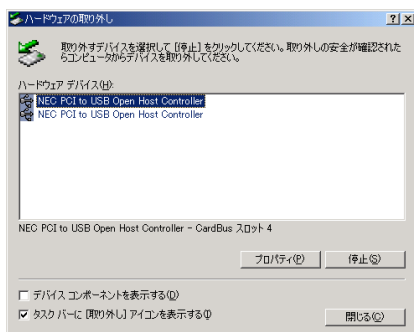 ハードウェアの取り外し
取り外すデバイスを選択して [停止] をクリックしてください。取り外しの安全が確認された
らコンピュータからデバイスを取り外してください。
ハードウェア デバイス(H):
NEC PCI to USB Open Host Controller
NEC PCI to USB Open Host Controller
NEC PCI to USB Open Host Controller - CardBus スロット 4
プロパティ(P)
停止(S)
デバイス コンポーネントを表示する(D)
タスク バーに [取り外し] アイコンを表示する(I)
閉じる(C)